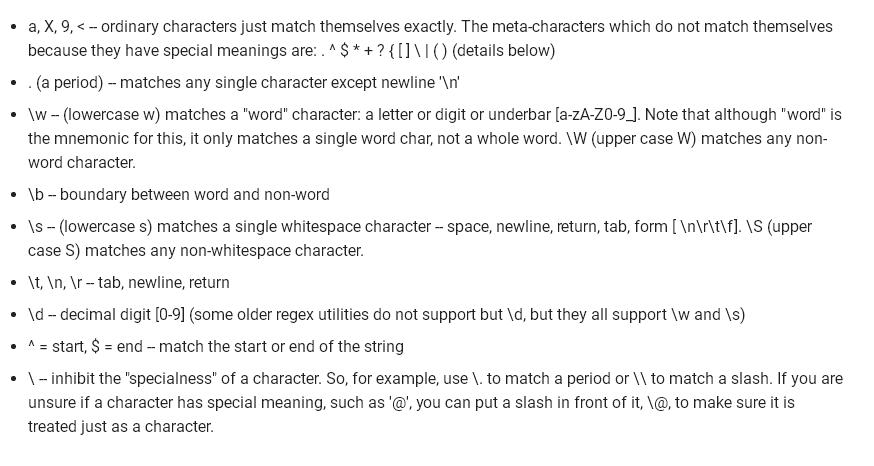 • a, X, 9, < -- ordinary characters just match themselves exactly. The meta-characters which do not match themselves
because they have special meanings are: . ^ $ * + ? { [ ] \ | ( ) (details below)
• . (a period) -- matches any single character except newline '\n'
• \w -- (lowercase w) matches a "word" character: a letter or digit or underbar [a-zA-Z0-9_]. Note that although "word" is
the mnemonic for this, it only matches a single word char, not a whole word. \W (upper case W) matches any non-
word character.
• \b -- boundary between word and non-word
• \s -- (lowercase s) matches a single whitespace character -- space, newline, return, tab, form [ \n\r\t\f]. \S (upper
case S) matches any non-whitespace character.
• \t, \n, \r -- tab, newline, return
• \d -- decimal digit [0-9] (some older regex utilities do not support but \d, but they all support \w and \s)
• ^ = start, $ = end -- match the start or end of the string
• \ -- inhibit the "specialness" of a character. So, for example, use \. to match a period or \\ to match a slash. If you are
unsure if a character has special meaning, such as '@', you can put a slash in front of it, \@, to make sure it is
treated just as a character.